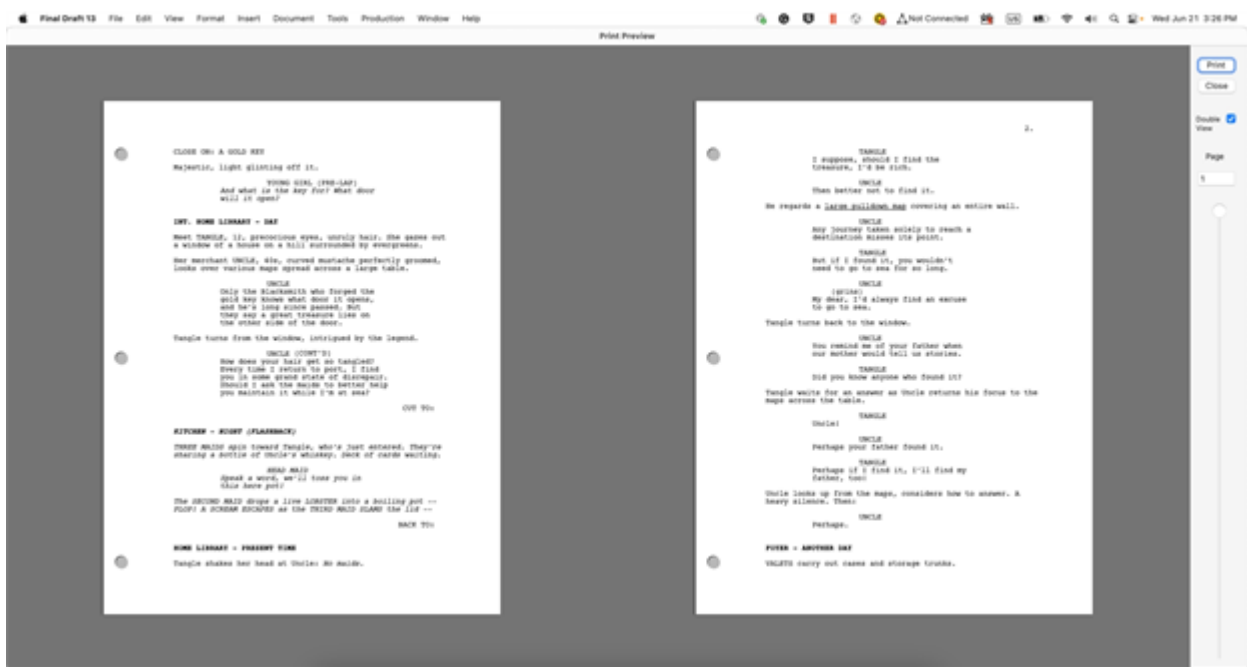 Final Draft 13 File Edit View Format Insert Document Tools Production Window Help Not Connected US Wed Jun 21 3:26 PM
Print Preview
Print
Close
Double View
Page
CLOSE ON: A GOLD KEY
Majestic, light glinting off it.
YOUNG GIRL (PRE-LAP)
And what is the key for? What door
will it open?
INT. HOME LIBRARY - DAY
Meet TANGLE, 12, precocious eyes, unruly hair. She gazes out
a window of a house on a hill surrounded by evergreens.
Her merchant UNCLE, 40s, curved mustache perfectly groomed,
looks over various maps spread across a large table.
UNCLE
Only the Blacksmith who forged the
gold key knows what door it opens,
and he's long since passed. But
they say a great treasure lies on
the other side of the door.
Tangle turns from the window, intrigued by the legend.
UNCLE (CONT'D)
How does your hair get so tangled?
Every time I return to port, I find
you in some grand state of disrepair.
Should I ask the maids to better help
you maintain it while I'm at sea?
CUT TO:
KITCHEN - NIGHT (FLASHBACK)
THREE MAIDS spin toward Tangle, who's just entered. They're
sharing a bottle of Uncle's whiskey. Deck of cards waiting.
HEAD MAID
Speak a word, we'll toss you in
this here pot!
The SECOND MAID drops a live LOBSTER into a boiling pot --
PLOP! A SCREAM ESCAPES as the THIRD MAID SLAMS the lid --
BACK TO:
HOME LIBRARY - PRESENT TIME
Tangle shakes her head at Uncle: No maids.
2.
TANGLE
I suppose, should I find the
treasure, I'd be rich.
UNCLE
Then better not to find it.
He regards a large pulldown map covering an entire wall.
UNCLE
Any journey taken solely to reach a
destination misses its point.
TANGLE
But if I found it, you wouldn't
need to go to sea for so long.
UNCLE
(grins)
My dear, I'd always find an excuse
to go to sea.
Tangle turns back to the window.
UNCLE
You remind me of your father when
our mother would tell us stories.
TANGLE
Did you know anyone who found it?
Tangle waits for an answer as Uncle returns his focus to the
maps across the table.
TANGLE
Uncle!
UNCLE
Perhaps your father found it.
TANGLE
Perhaps if I find it, I'll find my
father, too!
Uncle looks up from the maps, considers how to answer. A
heavy silence. Then:
UNCLE
Perhaps.
FOYER - ANOTHER DAY
VALETS carry out cases and storage trunks.